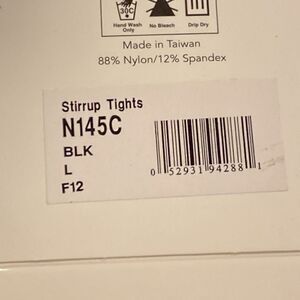 30C
Hand Wash No Bleach Drip Dry
Only
Made in Taiwan
88% Nylon/12% Spandex
Stirrup Tights
N145C
BLK
L
F12
0 52931 94288 1